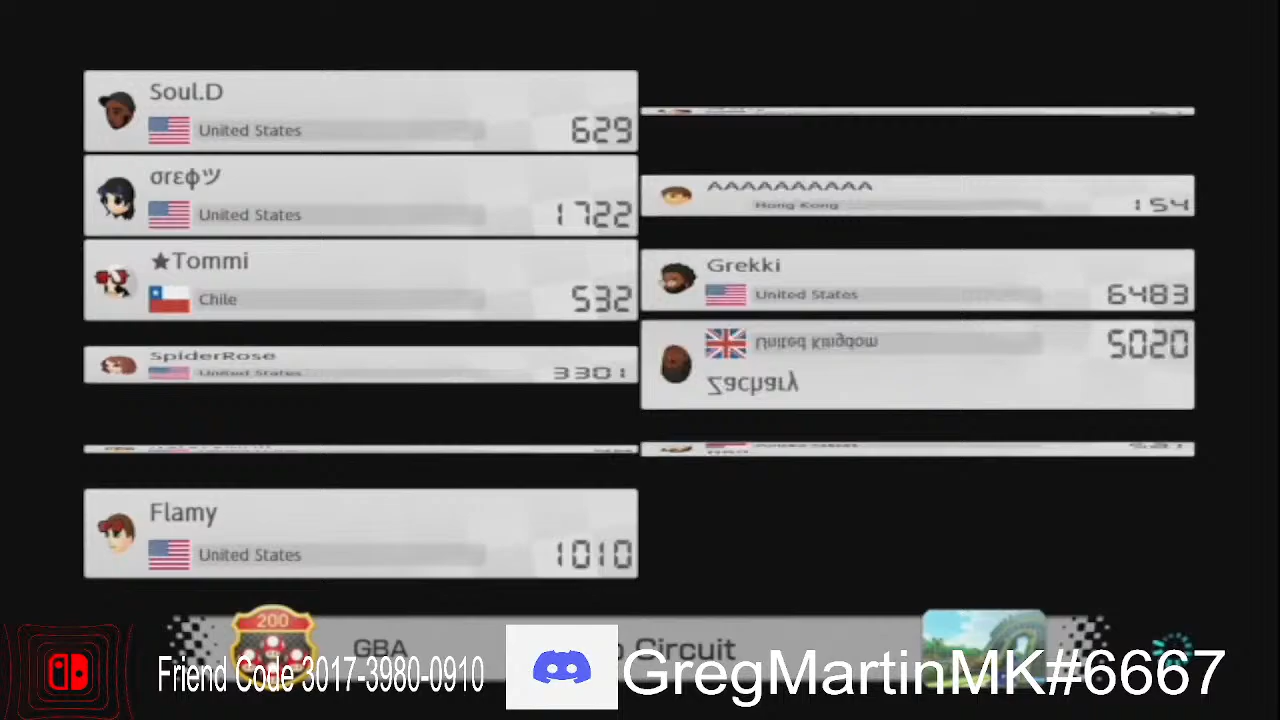 Soul.D
United States
629
σrεφツ
United States
1722
★Tommi
Chile
532
SpiderRose
United States
3301
Flamy
United States
1010
AAAAAAAAAA
Hong Kong
154
Grekki
United States
6483
United Kingdom
5020
Zachary
200
GBA
Circuit
Friend Code 3017-3980-0910
GregMartinMK#6667